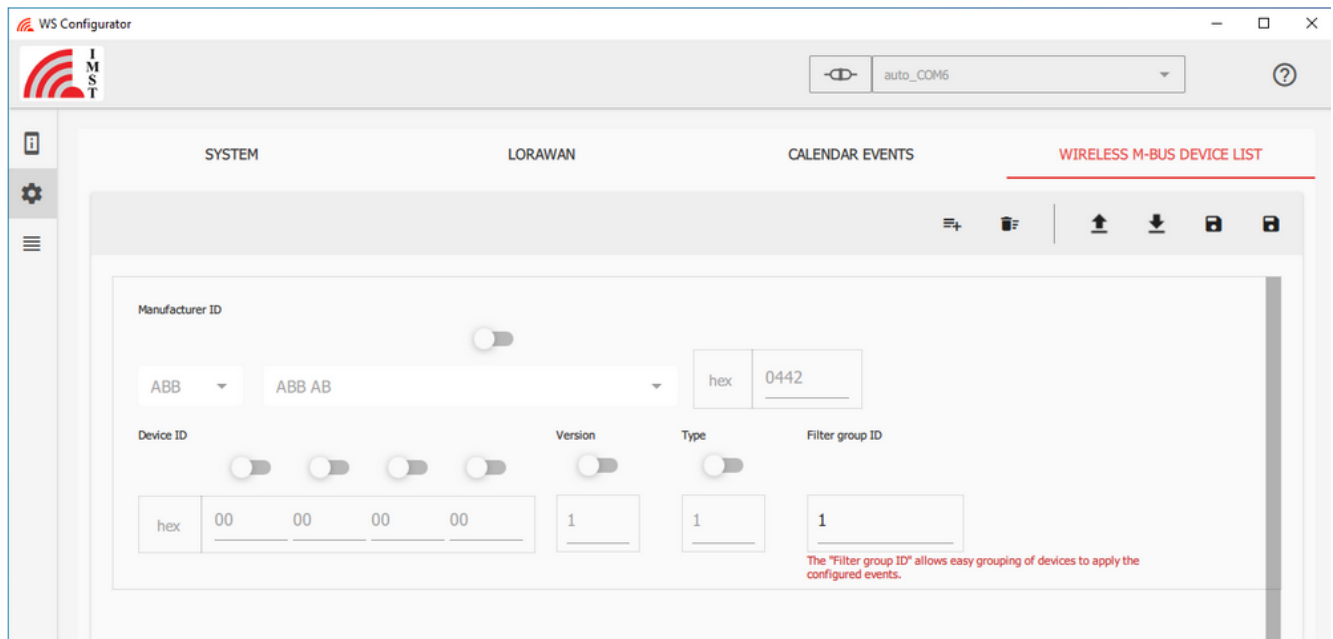 WS Configurator
I
M
S
T
auto_COM6
SYSTEM
LORAWAN
CALENDAR EVENTS
WIRELESS M-BUS DEVICE LIST
Manufacturer ID
ABB
ABB AB
hex
0442
Device ID
Version
Type
Filter group ID
hex
00
00
00
00
1
1
1
The "Filter group ID" allows easy grouping of devices to apply the
configured events.